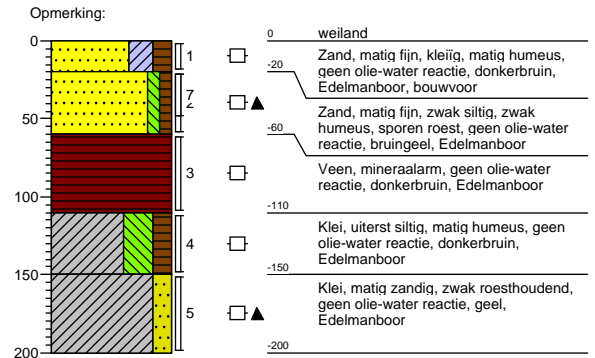 Opmerking:
0
50
100
150
200
1
7
2
3
4
5
0
weiland
Zand, matig fijn, kleiïg, matig humeus,
geen olie-water reactie, donkerbruin,
Edelmanboor, bouwvoor
-20
Zand, matig fijn, zwak siltig, zwak
humeus, sporen roest, geen olie-water
reactie, bruingeel, Edelmanboor
-60
Veen, mineraalarm, geen olie-water
reactie, donkerbruin, Edelmanboor
-110
Klei, uiterst siltig, matig humeus, geen
olie-water reactie, donkerbruin,
Edelmanboor
-150
Klei, matig zandig, zwak roesthoudend,
geen olie-water reactie, geel,
Edelmanboor
-200